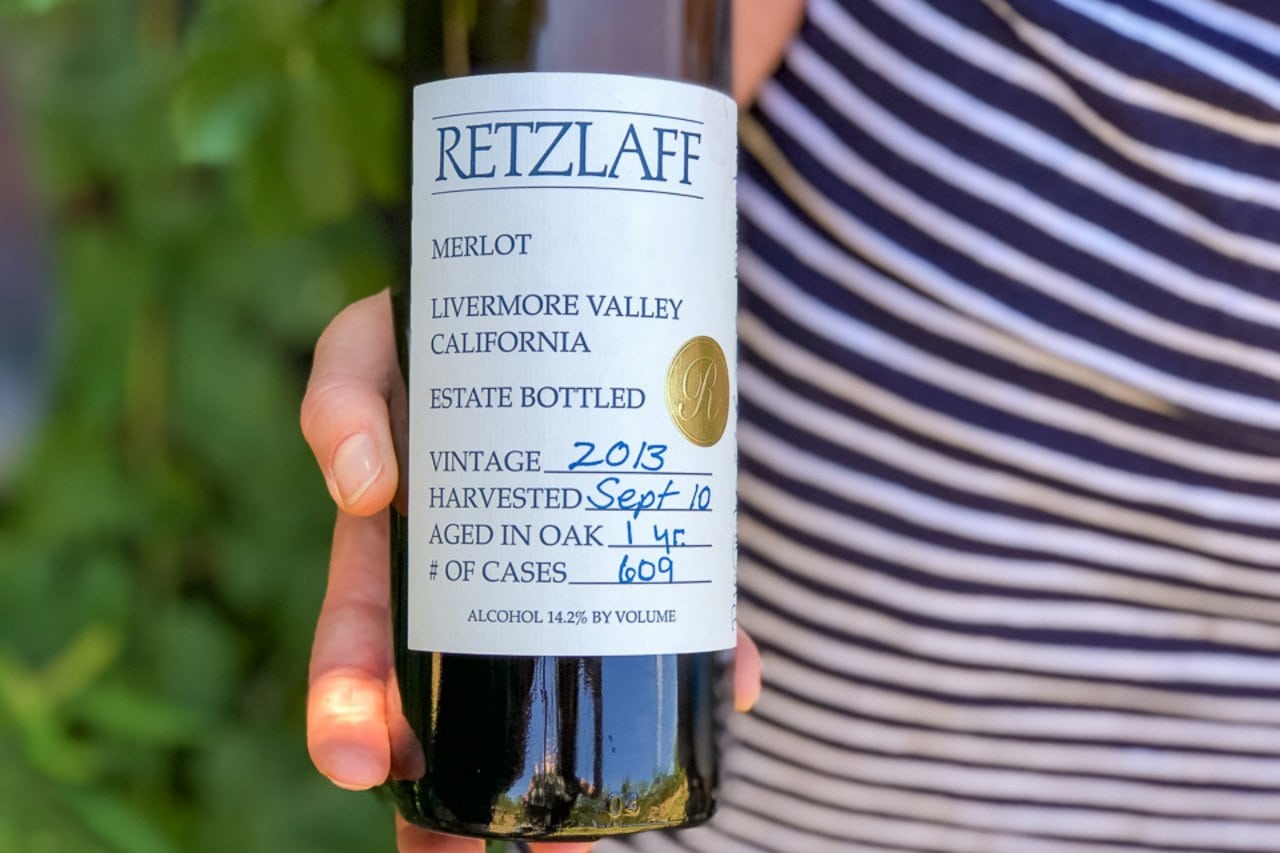 RETZLAFF
MERLOT
LIVERMORE VALLEY
CALIFORNIA
ESTATE BOTTLED
R
VINTAGE 2013
HARVESTED Sept 10
AGED IN OAK 1 yr.
# OF CASES 609
ALCOHOL 14.2% BY VOLUME